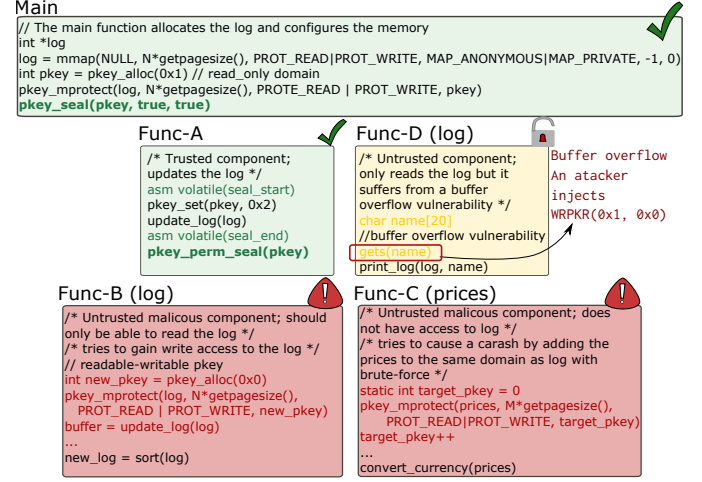 Main
// The main function allocates the log and configures the memory
int *log
log = mmap(NULL, N*getpagesize(), PROT_READ|PROT_WRITE, MAP_ANONYMOUS|MAP_PRIVATE, -1, 0)
int pkey = pkey_alloc(0x1) // read_only domain
pkey_mprotect(log, N*getpagesize(), PROTE_READ | PROT_WRITE, pkey)
pkey_seal(pkey, true, true)
Func-A
/* Trusted component;
updates the log */
asm volatile(seal_start)
pkey_set(pkey, 0x2)
update_log(log)
asm volatile(seal_end)
pkey_perm_seal(pkey)
Func-D (log)
/* Untrusted component;
only reads the log but it
suffers from a buffer
overflow vulnerability */
char name[20]
//buffer overflow vulnerability
gets(name)
print_log(log, name)
Buffer overflow
An atacker
injects
WRPKR(0x1, 0x0)
Func-B (log)
/* Untrusted malicous component; should
only be able to read the log */
/* tries to gain write access to the log */
// readable-writable pkey
int new_pkey = pkey_alloc(0x0)
pkey_mprotect(log, N*getpagesize(),
PROT_READ | PROT_WRITE, new_pkey)
buffer = update_log(log)
...
new_log = sort(log)
Func-C (prices)
/* Untrusted malicous component; does
not have access to log */
/* tries to cause a carash by adding the
prices to the same domain as log with
brute-force */
static int target_pkey = 0
pkey_mprotect(prices, M*getpagesize(),
PROT_READ|PROT_WRITE, target_pkey)
target_pkey++
...
convert_currency(prices)